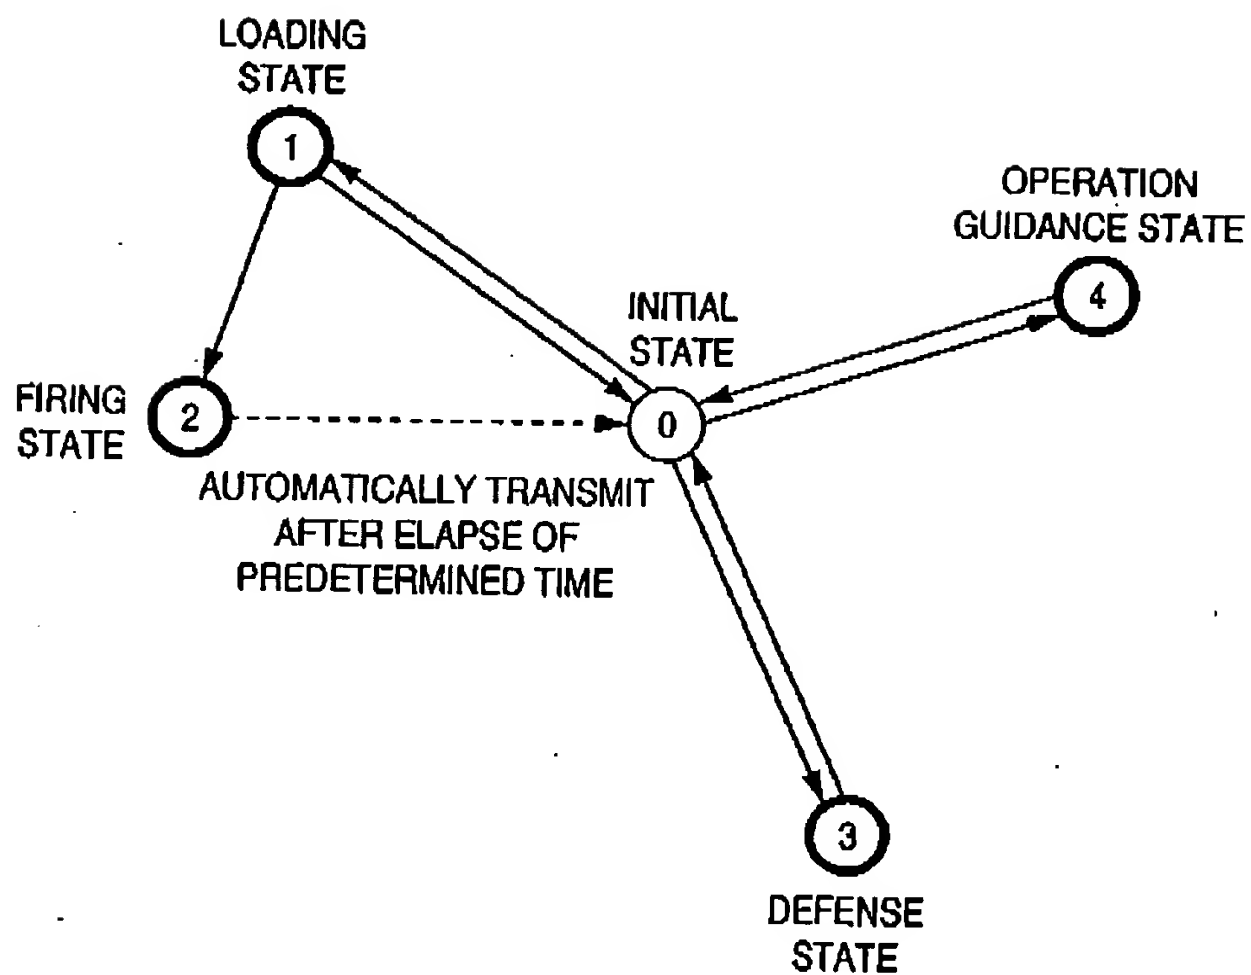 LOADING
STATE
1
OPERATION
GUIDANCE STATE
4
INITIAL
STATE
0
FIRING
STATE
2
AUTOMATICALLY TRANSMIT
AFTER ELAPSE OF
PREDETERMINED TIME
3
DEFENSE
STATE